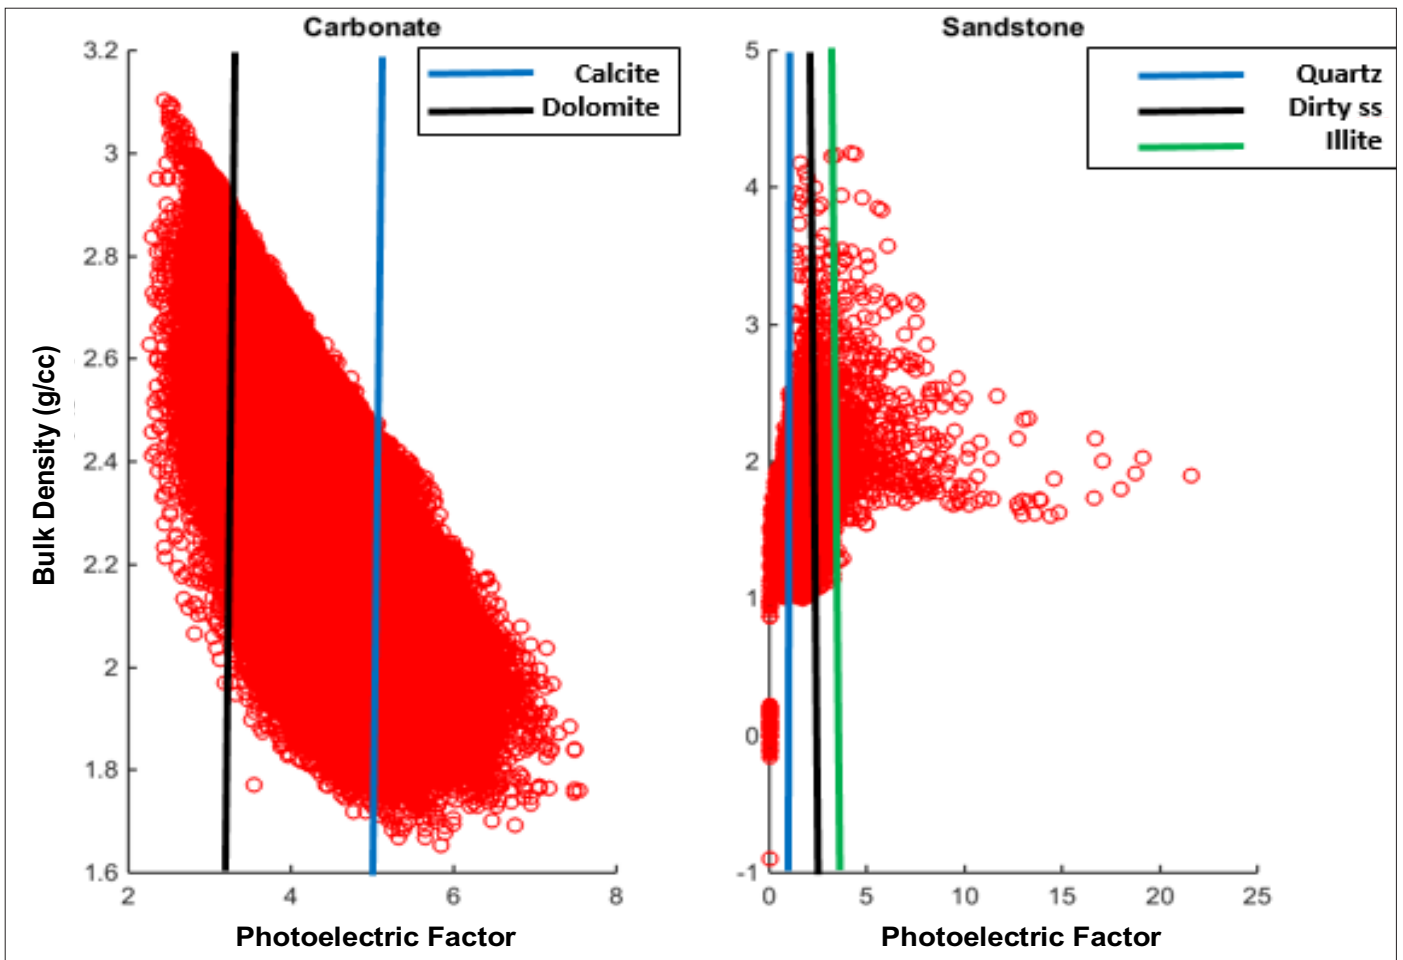 Carbonate
Sandstone
Calcite
Dolomite
Quartz
Dirty ss
Illite
Bulk Density (g/cc)
3.2
3
2.8
2.6
2.4
2.2
2
1.8
1.6
2
4
6
8
Photoelectric Factor
5
4
3
2
1
0
-1
0
5
10
15
20
25
Photoelectric Factor